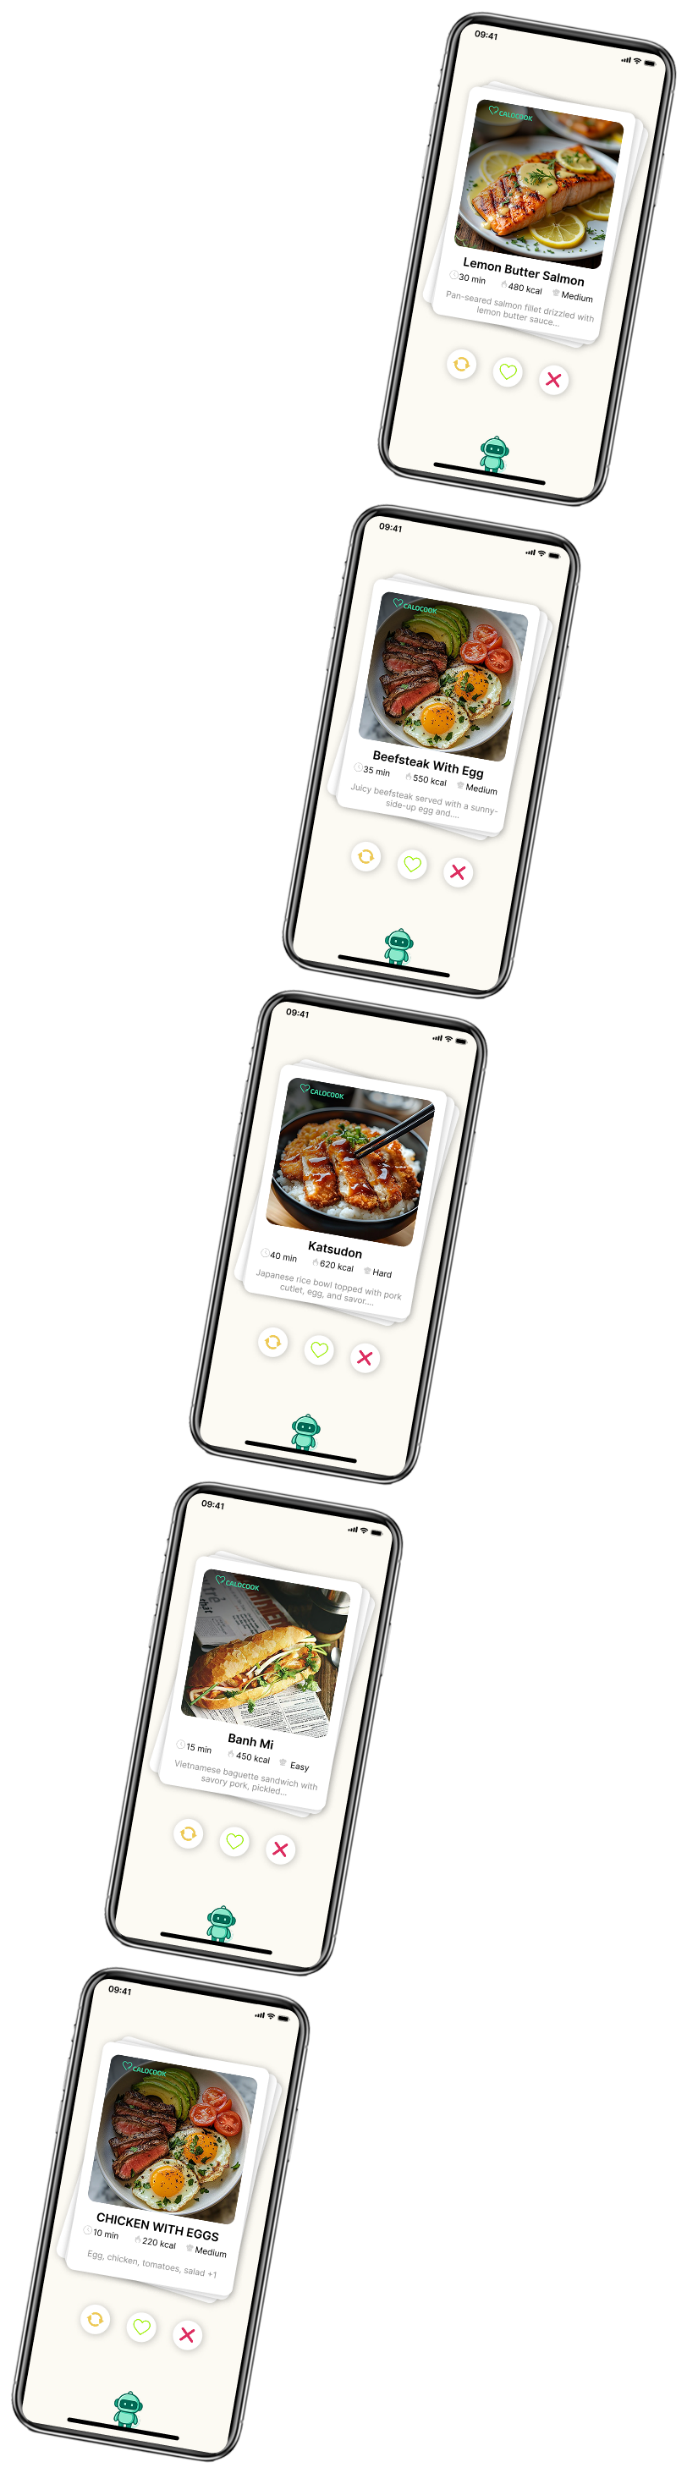 09:41
CALOCOOK
Lemon Butter Salmon
30 min 480 kcal Medium
Pan-seared salmon fillet drizzled with
lemon butter sauce...
09:41
CALOCOOK
Beefsteak With Egg
35 min 550 kcal Medium
Juicy beefsteak served with a sunny-
side-up egg and....
09:41
CALOCOOK
Katsudon
40 min 620 kcal Hard
Japanese rice bowl topped with pork
cutlet, egg, and savor....
09:41
CALOCOOK
Banh Mi
15 min 450 kcal Easy
Vietnamese baguette sandwich with
savory pork, pickled...
09:41
CALOCOOK
CHICKEN WITH EGGS
10 min 220 kcal Medium
Egg, chicken, tomatoes, salad +1